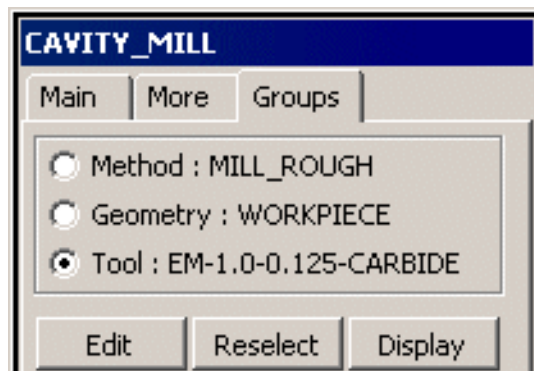 CAVITY_MILL
Main More Groups
Method : MILL_ROUGH
Geometry : WORKPIECE
Tool : EM-1.0-0.125-CARBIDE
Edit Reselect Display